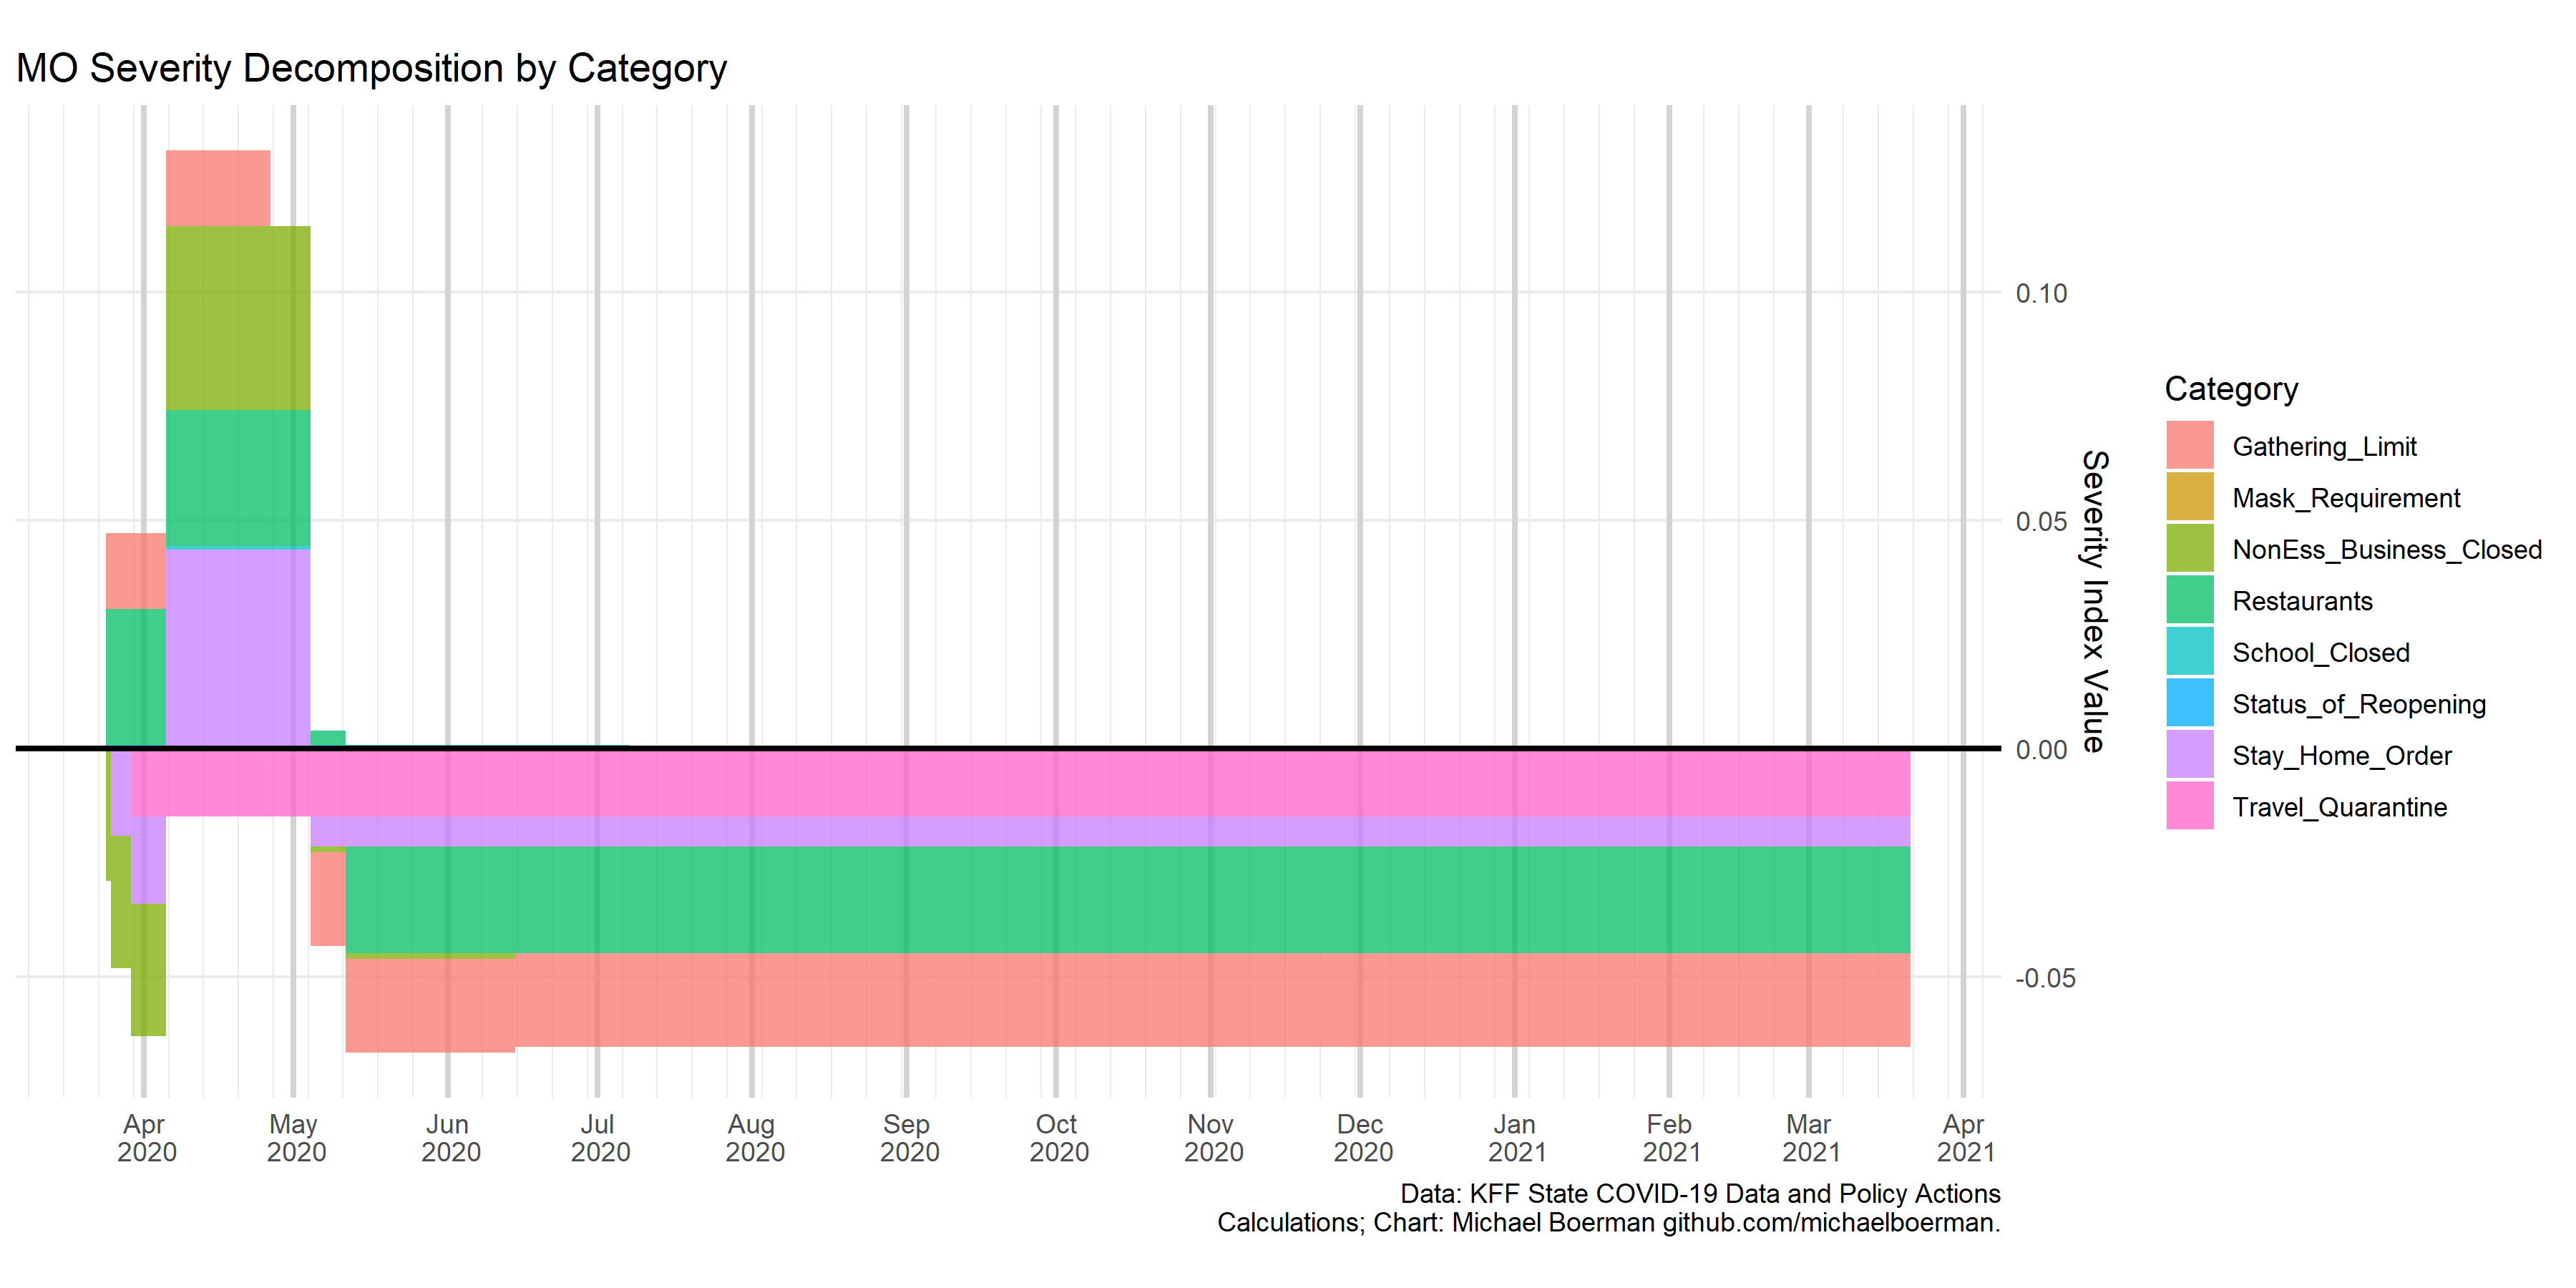 MO Severity Decomposition by Category
0.10
0.05
0.00
-0.05
Severity Index Value
Apr 2020
May 2020
Jun 2020
Jul 2020
Aug 2020
Sep 2020
Oct 2020
Nov 2020
Dec 2020
Jan 2021
Feb 2021
Mar 2021
Apr 2021
Category
Gathering_Limit
Mask_Requirement
NonEss_Business_Closed
Restaurants
School_Closed
Status_of_Reopening
Stay_Home_Order
Travel_Quarantine
Data: KFF State COVID-19 Data and Policy Actions
Calculations; Chart: Michael Boerman github.com/michaelboerman.